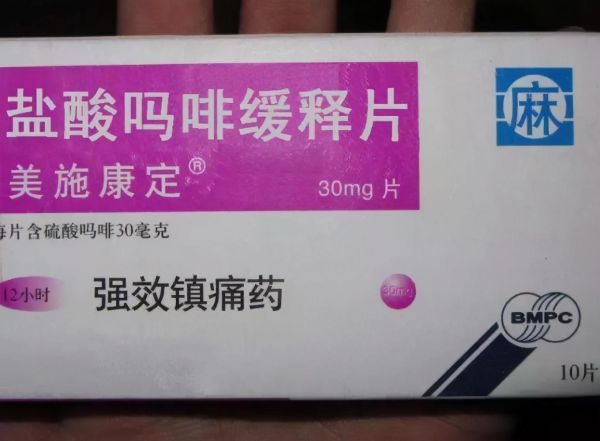 盐酸吗啡缓释片
麻
美施康定®
30mg 片
每片含硫酸吗啡30毫克
12小时
强效镇痛药
30mg
BMPC
10片